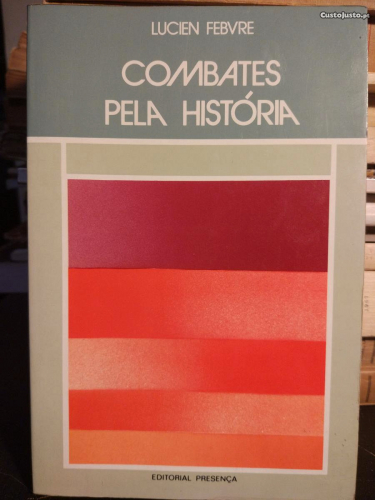 CustoJusto.pt
LUCIEN FEBVRE
COMBATES
PELA HISTÓRIA
EDITORIAL PRESENÇA